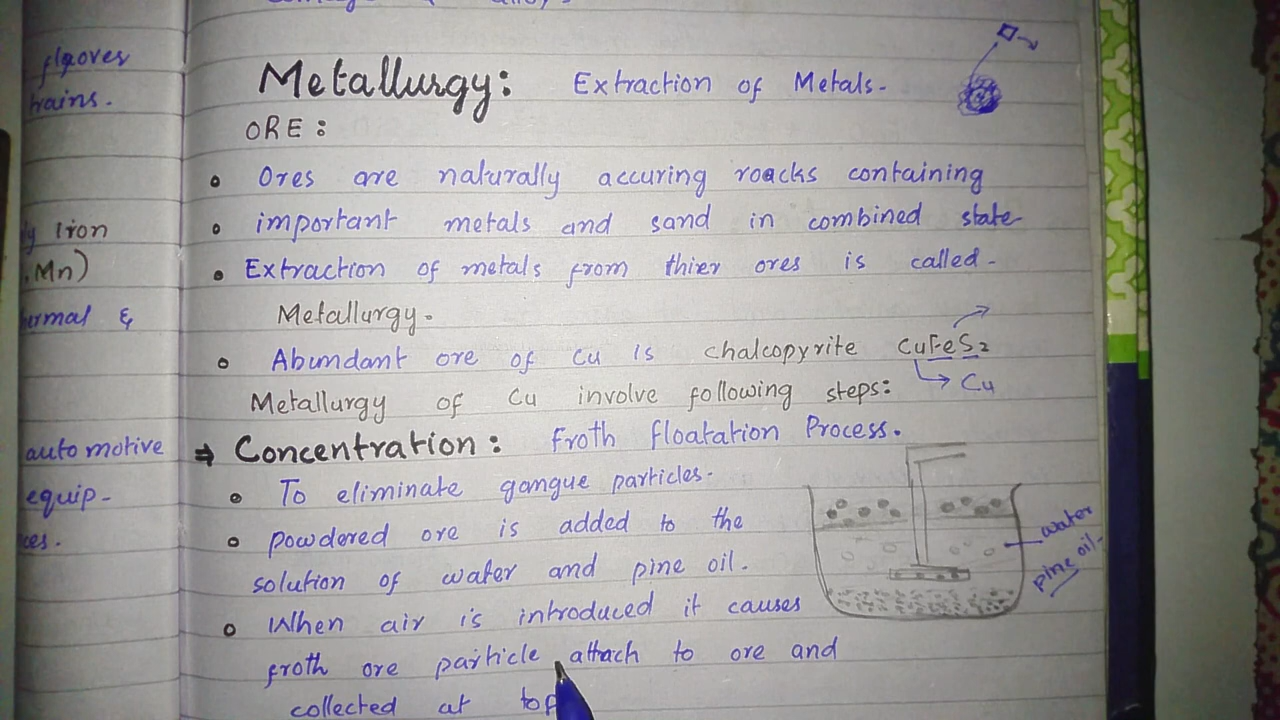 flgoves
trains.
Metallurgy: Extraction of Metals.
ORE:
Ores are naturally accuring roacks containing
important metals and sand in combined state
Iron
Extraction of metals from thier ores is called.
.Mn)
Metallurgy.
ermal &
Abundant ore of Cu is chalcopyrite CuFeS2
Cu
Metallurgy of Cu involve following steps:
automotive
⇒ Concentration: Froth floatation Process.
To eliminate gangue particles.
equip-
powdered ore is added to the
water
ces.
solution of water and pine oil.
pine oil.
When air is introduced it causes
froth ore particle attach to ore and
collected at top